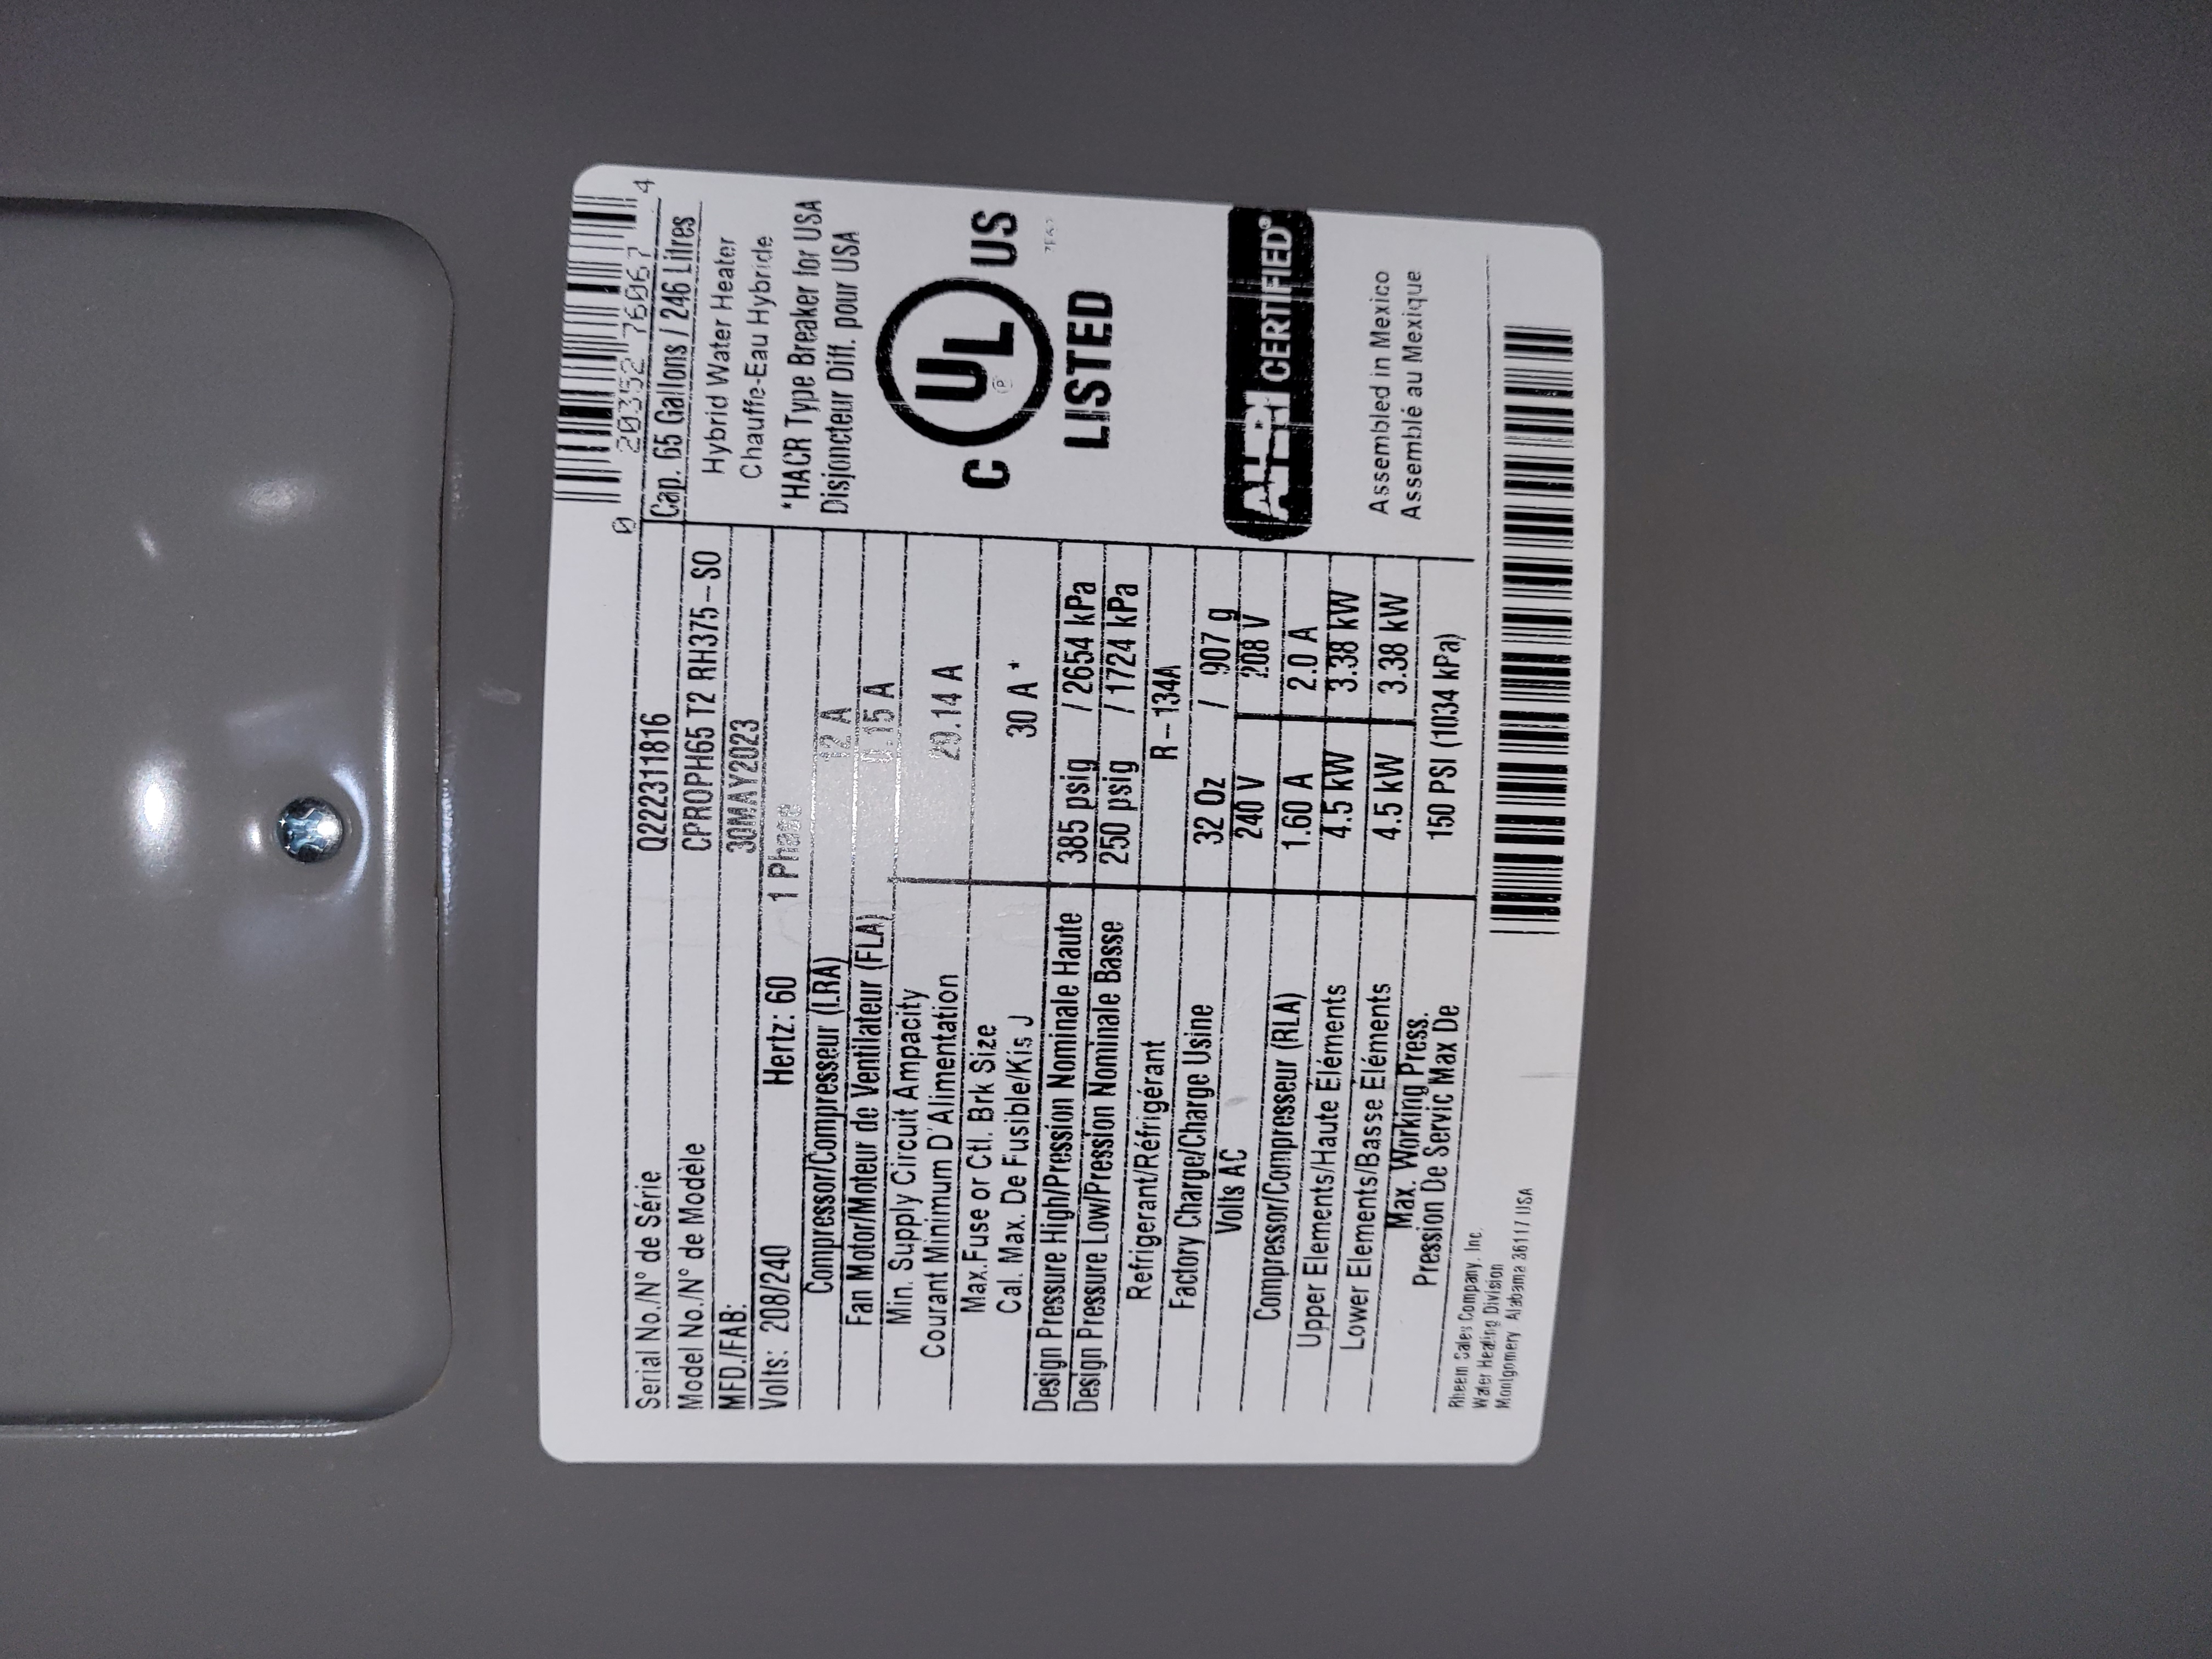 0 20352 76067 4
Serial No./N° de Série Q222311816
Cap. 65 Gallons / 246 Litres
Model No./N° de Modèle CPROPH65 T2 RH375-SO
MFD./FAB: 30MAY2023
Volts: 208/240 Hertz: 60 1 Phase
Compressor/Compresseur (LRA) 12 A
Fan Motor/Moteur de Ventilateur (FLA) 0.15 A
Min. Supply Circuit Ampacity
Courant Minimum D'Alimentation 29.14 A
Max.Fuse or Ctl. Brk Size
Cal. Max. De Fusible/Kis J 30 A *
Design Pressure High/Pression Nominale Haute 385 psig / 2654 kPa
Design Pressure Low/Pression Nominale Basse 250 psig / 1724 kPa
Refrigerant/Réfrigérant R-134A
Factory Charge/Charge Usine 32 Oz / 907 g
Volts AC 240 V 208 V
Compressor/Compresseur (RLA) 1.60 A 2.0 A
Upper Elements/Haute Éléments 4.5 kW 3.38 kW
Lower Elements/Basse Éléments 4.5 kW 3.38 kW
Max. Working Press.
Pression De Servic Max De 150 PSI (1034 kPa)
Hybrid Water Heater
Chauffe-Eau Hybride
*HACR Type Breaker for USA
Disjoncteur Diff. pour USA
C UL US
®
LISTED
AHRI CERTIFIED®
Assembled in Mexico
Assemblé au Mexique
Rheem Sales Company, Inc.
Water Heating Division
Montgomery Alabama 36117 USA